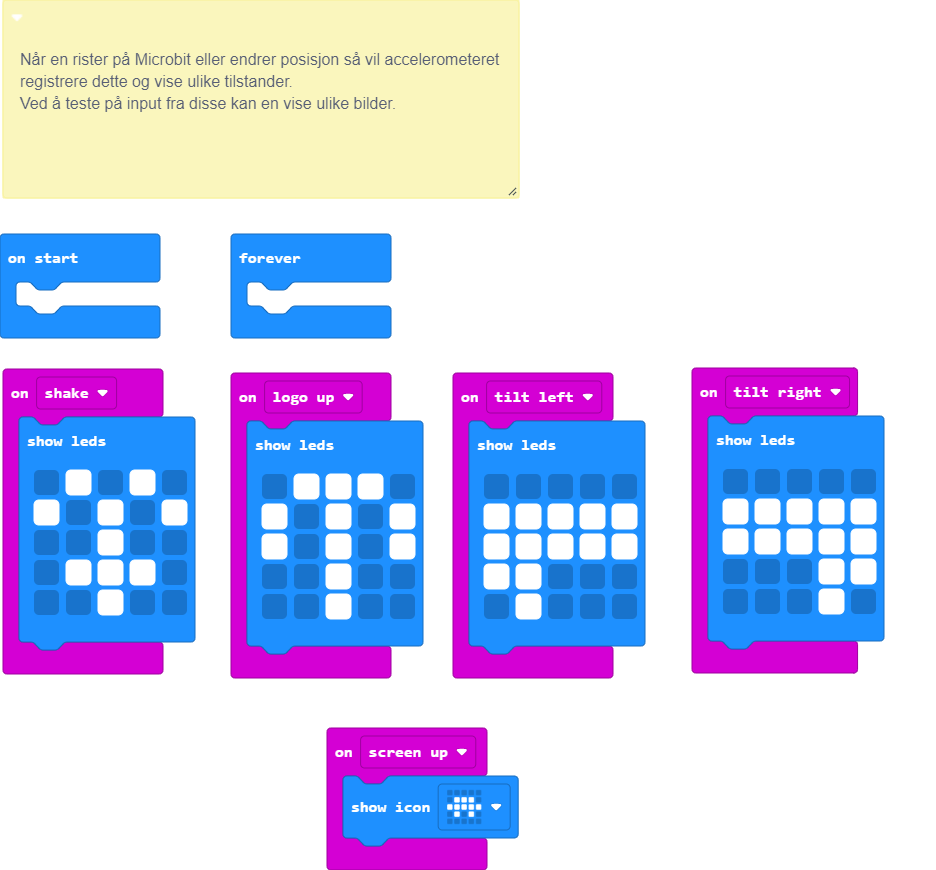 Når en rister på Microbit eller endrer posisjon så vil accelerometeret
registrere dette og vise ulike tilstander.
Ved å teste på input fra disse kan en vise ulike bilder.
on start
forever
on shake
show leds
on logo up
show leds
on tilt left
show leds
on tilt right
show leds
on screen up
show icon